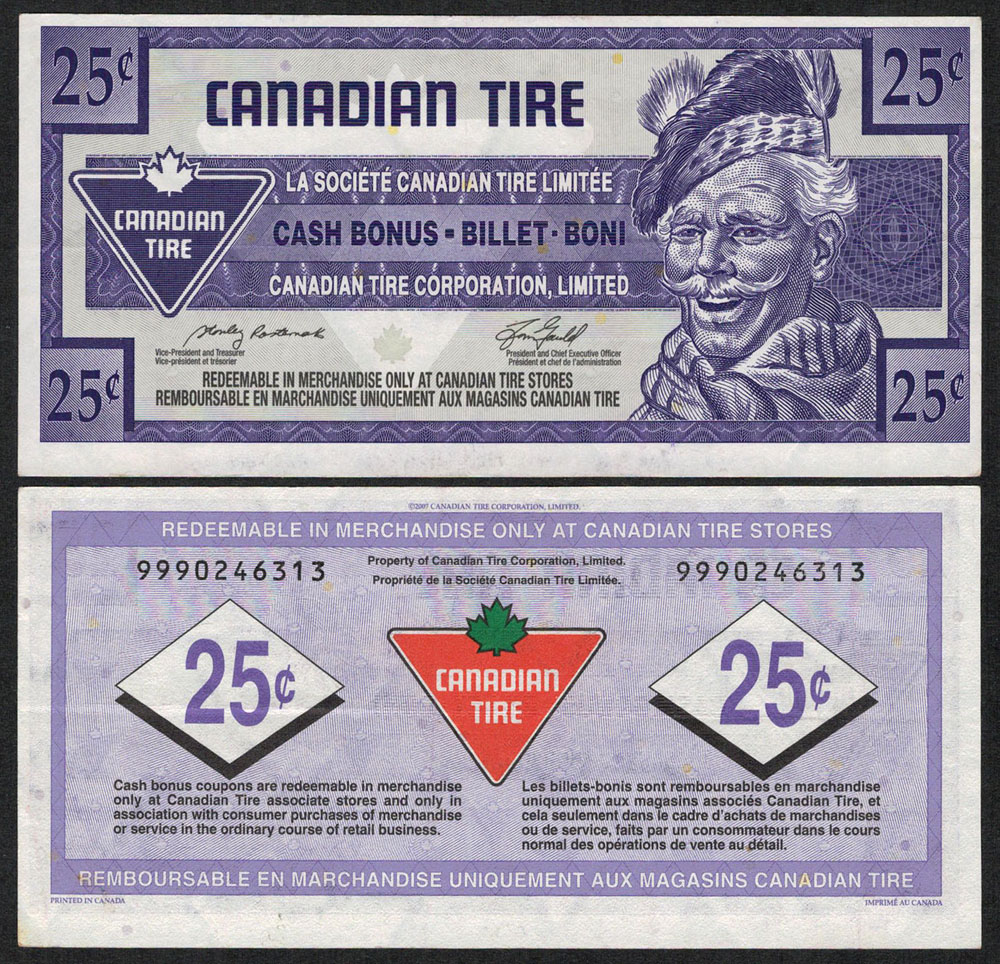 25¢
25¢
CANADIAN TIRE
LA SOCIÉTÉ CANADIAN TIRE LIMITÉE
CANADIAN
TIRE
CASH BONUS - BILLET · BONI
CANADIAN TIRE CORPORATION, LIMITED
Vice-President and Treasurer
Vice-président et trésorier
President and Chief Executive Officer
Président et chef de l'administration
REDEEMABLE IN MERCHANDISE ONLY AT CANADIAN TIRE STORES
REMBOURSABLE EN MARCHANDISE UNIQUEMENT AUX MAGASINS CANADIAN TIRE
25¢
25¢
©2007 CANADIAN TIRE CORPORATION, LIMITED.
REDEEMABLE IN MERCHANDISE ONLY AT CANADIAN TIRE STORES
Property of Canadian Tire Corporation, Limited.
Propriété de la Société Canadian Tire Limitée.
9990246313
9990246313
25¢
CANADIAN
TIRE
25¢
Cash bonus coupons are redeemable in merchandise
only at Canadian Tire associate stores and only in
association with consumer purchases of merchandise
or service in the ordinary course of retail business.
Les billets-bonis sont remboursables en marchandise
uniquement aux magasins associés Canadian Tire, et
cela seulement dans le cadre d'achats de marchandises
ou de service, faits par un consommateur dans le cours
normal des opérations de vente au détail.
REMBOURSABLE EN MARCHANDISE UNIQUEMENT AUX MAGASINS CANADIAN TIRE
PRINTED IN CANADA
IMPRIMÉ AU CANADA